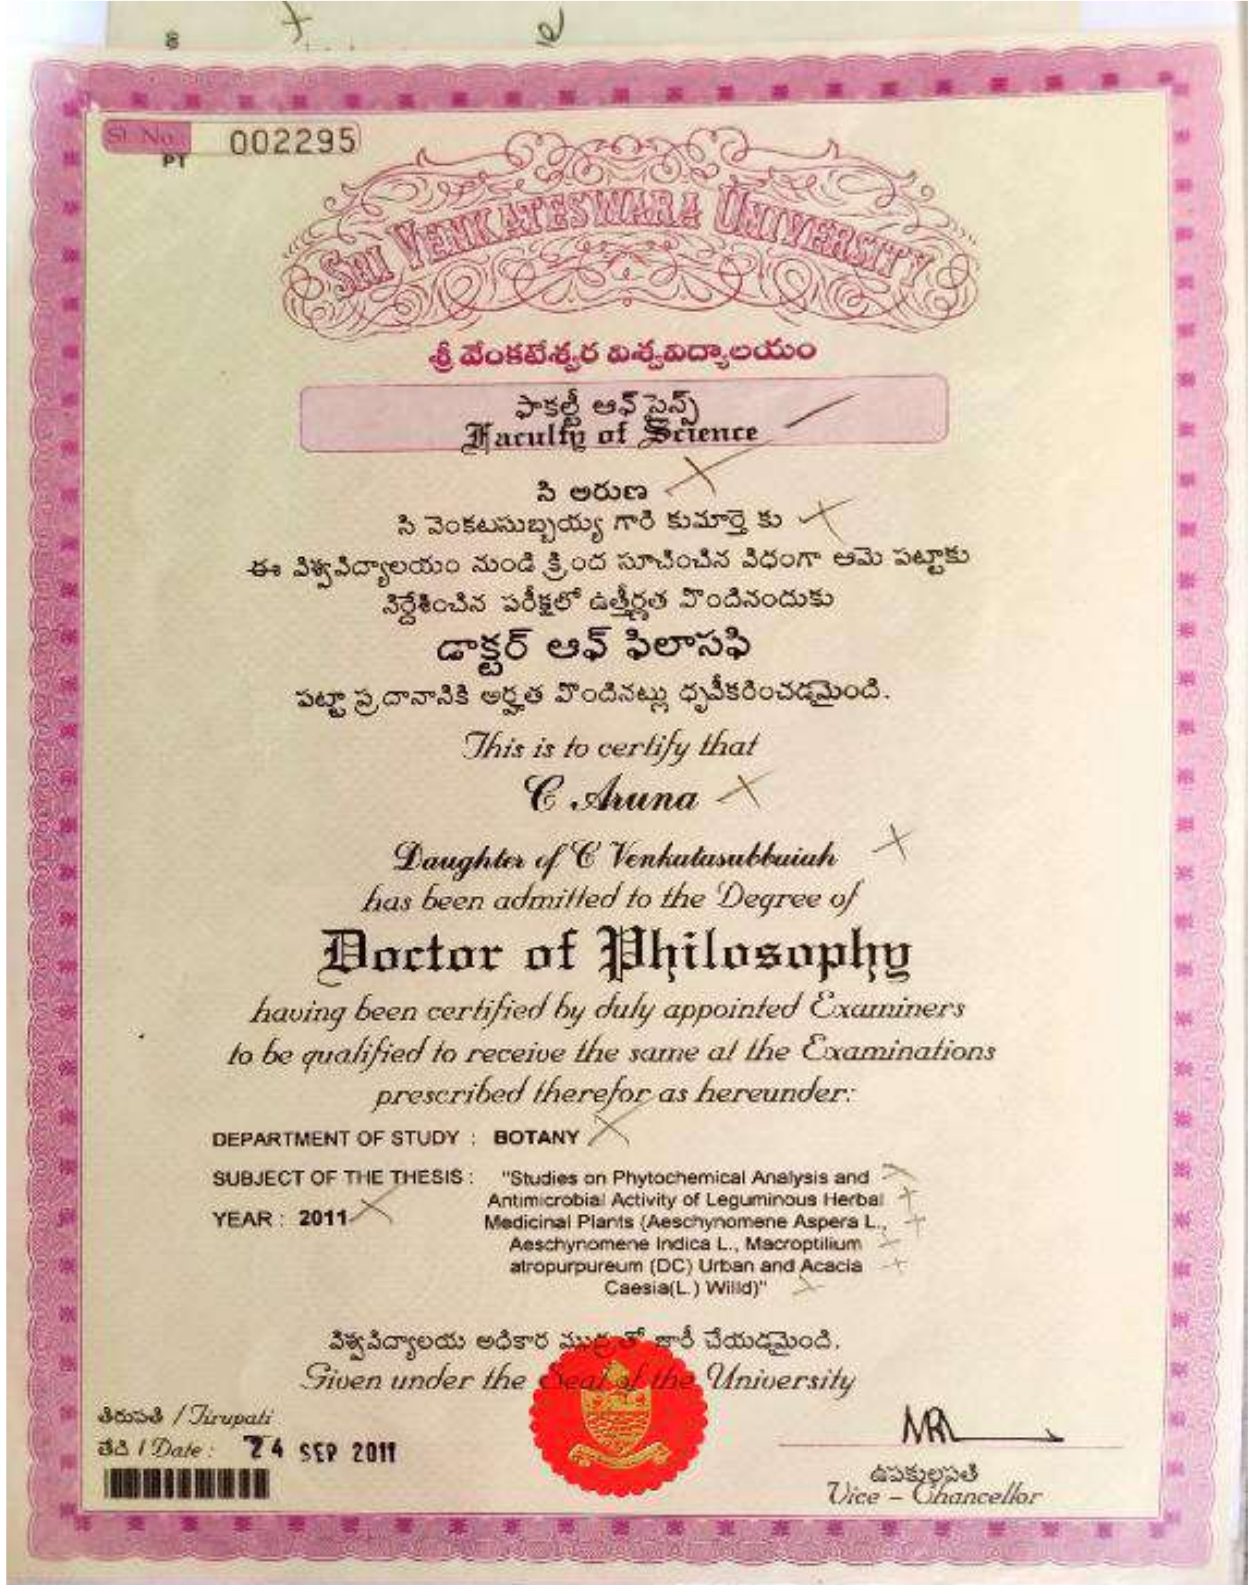 Sl. No. 002295
PT
SRI VENKATESWARA UNIVERSITY
శ్రీ వేంకటేశ్వర విశ్వవిద్యాలయం
ఫాకల్టీ ఆఫ్ సైన్స్
Faculty of Science
సి అరుణ
సి వెంకటసుబ్బయ్య గారి కుమార్తె కు
ఈ విశ్వవిద్యాలయం నుండి క్రింద సూచించిన విధంగా ఆమె పట్టాకు
నిర్దేశించిన పరీక్షలో ఉత్తీర్ణత పొందినందుకు
డాక్టర్ ఆఫ్ ఫిలాసఫి
పట్టా ప్రదానానికి అర్హత పొందినట్లు ధృవీకరించడమైంది.
This is to certify that
C Aruna
Daughter of C Venkatasubbaiah
has been admitted to the Degree of
Doctor of Philosophy
having been certified by duly appointed Examiners
to be qualified to receive the same at the Examinations
prescribed therefor as hereunder:
DEPARTMENT OF STUDY : BOTANY
SUBJECT OF THE THESIS : "Studies on Phytochemical Analysis and
Antimicrobial Activity of Leguminous Herbal
YEAR : 2011 Medicinal Plants (Aeschynomene Aspera L.,
Aeschynomene Indica L., Macroptilium
atropurpureum (DC) Urban and Acacia
Caesia(L.) Willd)"
విశ్వవిద్యాలయ అధికార ముద్రతో జారీ చేయడమైంది.
Given under the Seal of the University
తిరుపతి / Tirupati
తేది / Date : 24 SEP 2011
ఉపకులపతి
Vice - Chancellor